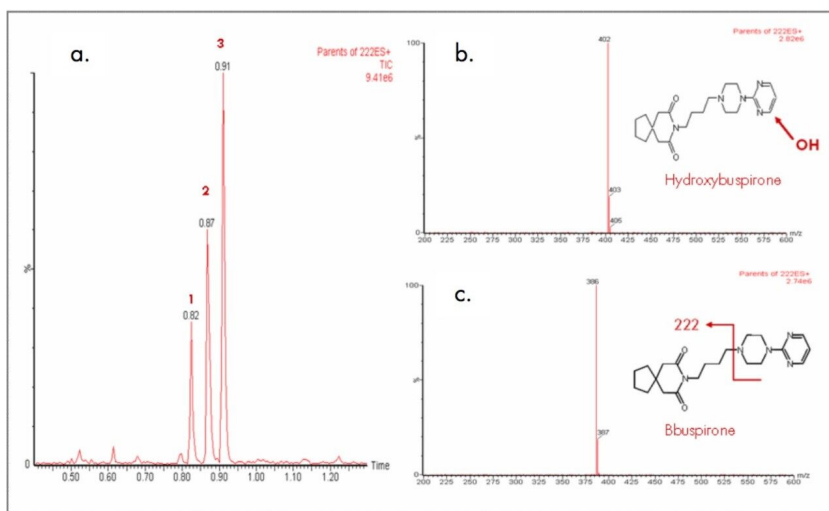 a.
Parents of 222ES+
TIC
9.41e6
3
0.91
2
0.87
1
0.82
%
0.50 0.60 0.70 0.80 0.90 1.00 1.10 1.20
Time
b.
Parents of 222ES+
2.82e6
100
402
403
405
%
0
200 225 250 275 300 325 350 375 400 425 450 475 500 525 550 575 600
m/z
O
N
O
N
N
N
N
OH
Hydroxybuspirone
c.
Parents of 222ES+
2.74e6
100
386
387
%
0
200 225 250 275 300 325 350 375 400 425 450 475 500 525 550 575 600
m/z
222
O
N
O
N
N
N
N
Bbuspirone